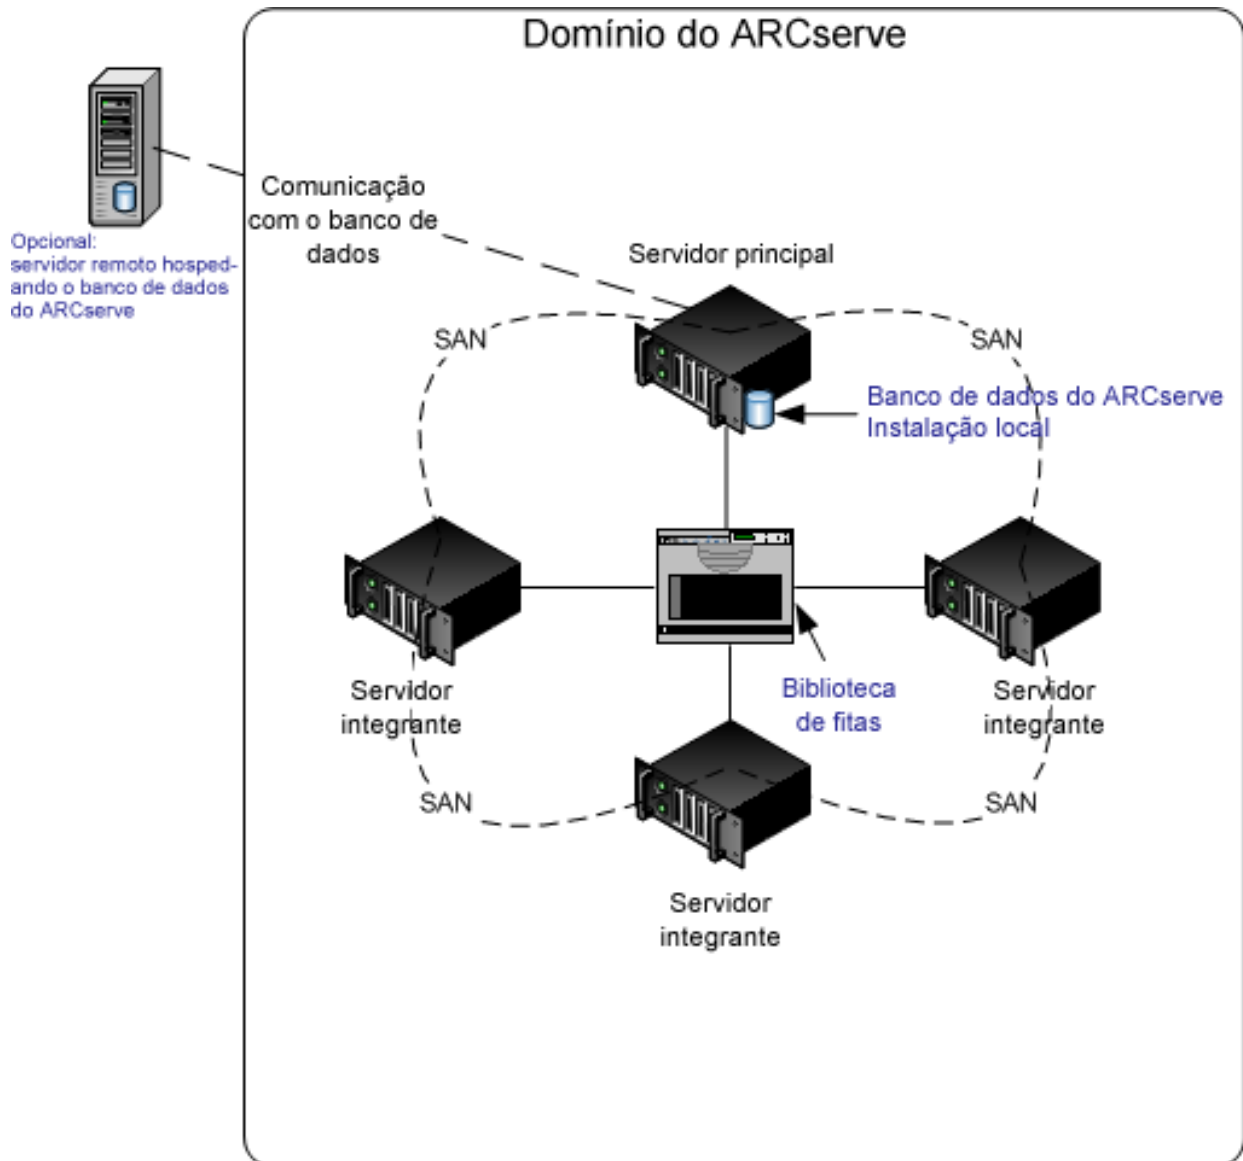 Domínio do ARCserve
Comunicação
com o banco de
dados
Opcional:
servidor remoto hosped-
ando o banco de dados
do ARCserve
Servidor principal
SAN
SAN
Banco de dados do ARCserve
Instalação local
Servidor
integrante
Biblioteca
de fitas
Servidor
integrante
SAN
SAN
Servidor
integrante